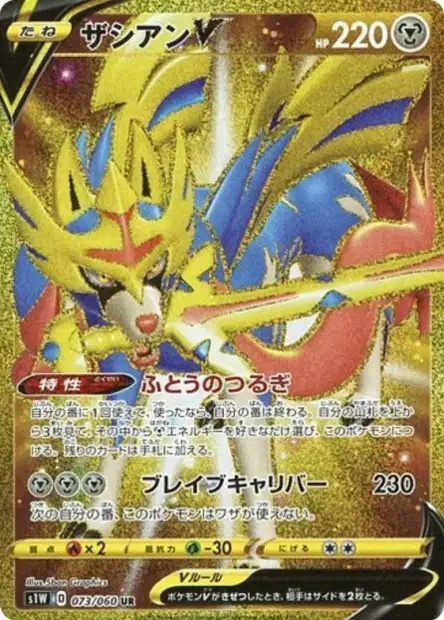 たね ザシアンV HP 220
特性 ふとうのつるぎ
自分の番に1回使えて、使ったなら、自分の番は終わる。自分の山札を上か
ら3枚見て、その中からエネルギーを好きなだけ選び、このポケモンにつ
ける。残りのカードは手札に加える。
ブレイブキャリバー 230
次の自分の番、このポケモンはワザが使えない。
弱点 ×2 抵抗力 -30 にげる
Illus. 5ban Graphics
s1W D 073/060 UR
Vルール
ポケモンVがきぜつしたとき、相手はサイドを2枚とる。